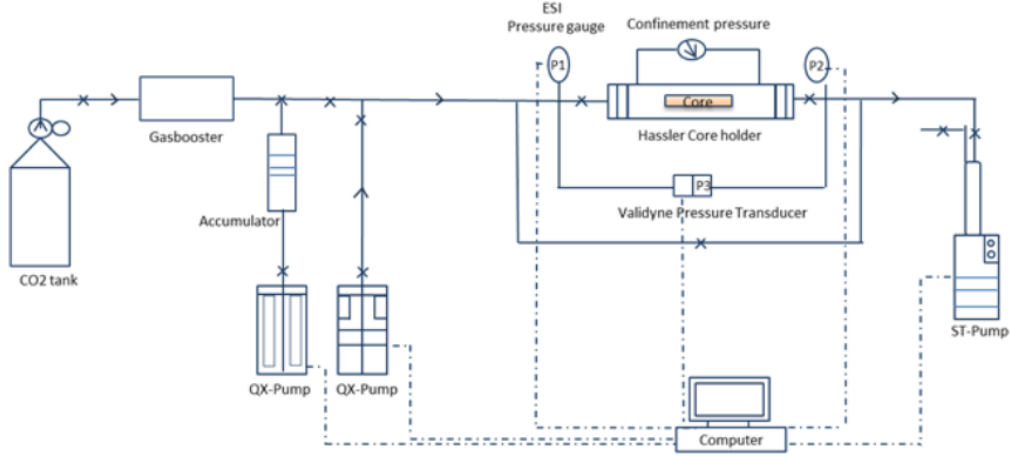 ESI
Pressure gauge
Confinement pressure
P1
P2
Core
Gasbooster
Hassler Core holder
P3
Validyne Pressure Transducer
Accumulator
CO2 tank
ST-Pump
QX-Pump
QX-Pump
Computer